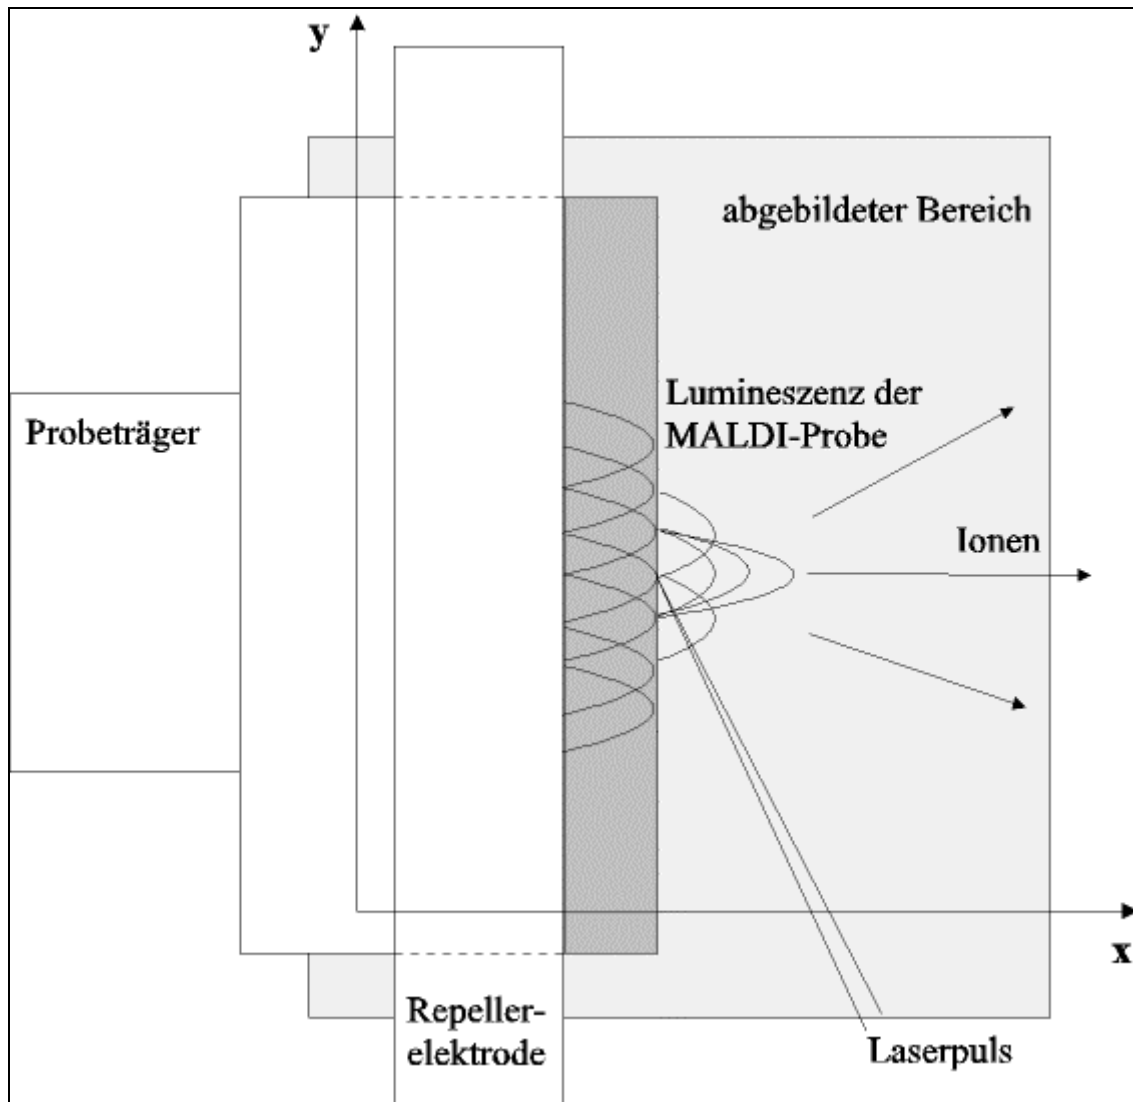 y
abgebildeter Bereich
Lumineszenz der
MALDI-Probe
Probeträger
Ionen
x
Repeller-
elektrode
Laserpuls